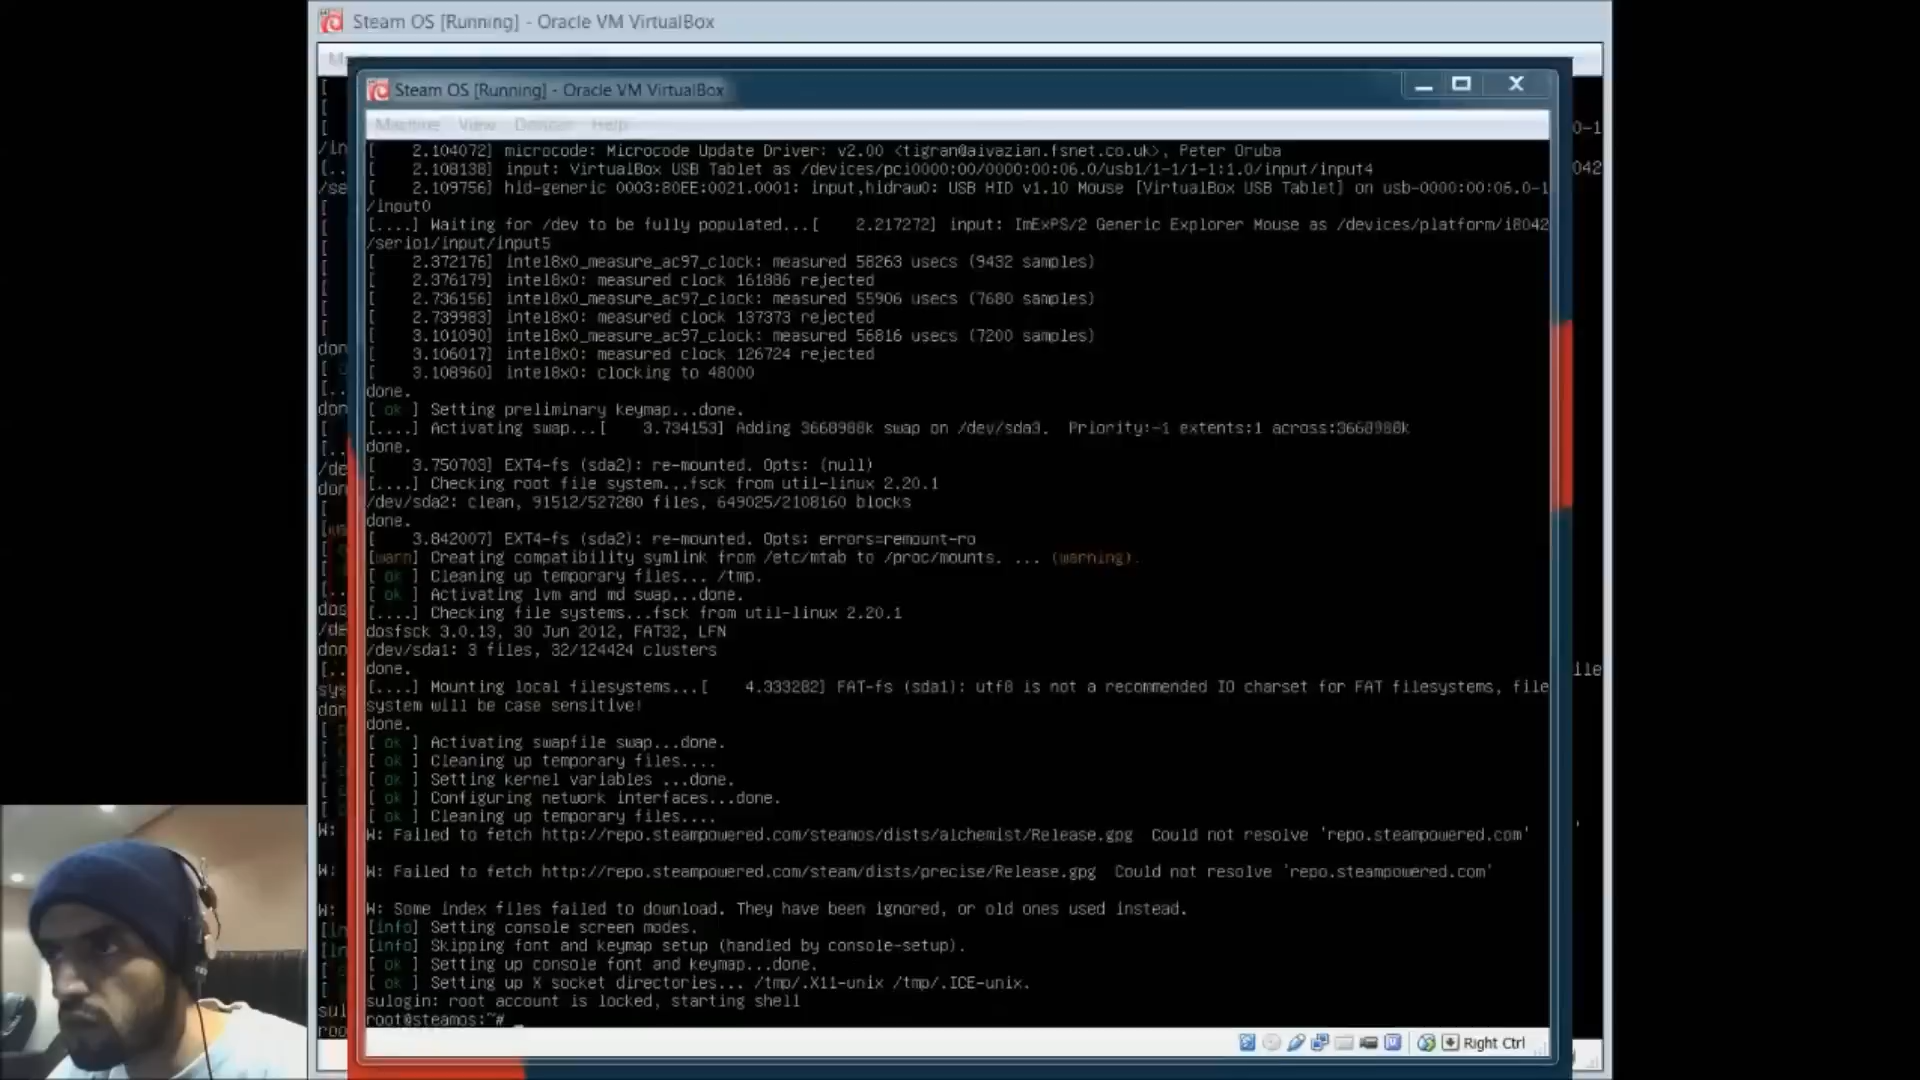 Steam OS [Running] - Oracle VM VirtualBox
Steam OS [Running] - Oracle VM VirtualBox
Machine View Devices Help
[    2.104072] microcode: Microcode Update Driver: v2.00 <tigran@aivazian.fsnet.co.uk>, Peter Oruba
[    2.108138] input: VirtualBox USB Tablet as /devices/pci0000:00/0000:00:06.0/usb1/1-1/1-1:1.0/input/input4
[    2.109756] hid-generic 0003:80EE:0021.0001: input,hidraw0: USB HID v1.10 Mouse [VirtualBox USB Tablet] on usb-0000:00:06.0-1
/input0
[....] Waiting for /dev to be fully populated...[    2.217272] input: ImExPS/2 Generic Explorer Mouse as /devices/platform/i8042
/serio1/input/input5
[    2.372176] intel8x0_measure_ac97_clock: measured 58263 usecs (9432 samples)
[    2.376179] intel8x0: measured clock 161886 rejected
[    2.736156] intel8x0_measure_ac97_clock: measured 55906 usecs (7680 samples)
[    2.739983] intel8x0: measured clock 137373 rejected
[    3.101090] intel8x0_measure_ac97_clock: measured 56816 usecs (7200 samples)
[    3.106017] intel8x0: measured clock 126724 rejected
[    3.108960] intel8x0: clocking to 48000
done.
[ ok ] Setting preliminary keymap...done.
[....] Activating swap...[    3.734153] Adding 3668988k swap on /dev/sda3.  Priority:-1 extents:1 across:3668988k
done.
[    3.750703] EXT4-fs (sda2): re-mounted. Opts: (null)
[....] Checking root file system...fsck from util-linux 2.20.1
/dev/sda2: clean, 91512/527280 files, 649025/2108160 blocks
done.
[    3.842007] EXT4-fs (sda2): re-mounted. Opts: errors=remount-ro
[warn] Creating compatibility symlink from /etc/mtab to /proc/mounts. ... (warning).
[ ok ] Cleaning up temporary files... /tmp.
[ ok ] Activating lvm and md swap...done.
[....] Checking file systems...fsck from util-linux 2.20.1
dosfsck 3.0.13, 30 Jun 2012, FAT32, LFN
/dev/sda1: 3 files, 32/124424 clusters
done.
[....] Mounting local filesystems...[    4.333282] FAT-fs (sda1): utf8 is not a recommended IO charset for FAT filesystems, file
system will be case sensitive!
done.
[ ok ] Activating swapfile swap...done.
[ ok ] Cleaning up temporary files....
[ ok ] Setting kernel variables ...done.
[ ok ] Configuring network interfaces...done.
[ ok ] Cleaning up temporary files....
W: Failed to fetch http://repo.steampowered.com/steamos/dists/alchemist/Release.gpg  Could not resolve 'repo.steampowered.com'
W: Failed to fetch http://repo.steampowered.com/steam/dists/precise/Release.gpg  Could not resolve 'repo.steampowered.com'
W: Some index files failed to download. They have been ignored, or old ones used instead.
[info] Setting console screen modes.
[info] Skipping font and keymap setup (handled by console-setup).
[ ok ] Setting up console font and keymap...done.
[ ok ] Setting up X socket directories... /tmp/.X11-unix /tmp/.ICE-unix.
sulogin: root account is locked, starting shell
root@steamos:~# _
Right Ctrl